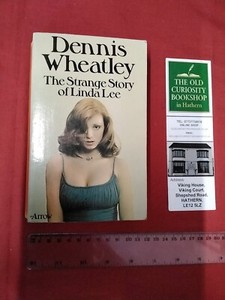 Dennis
Wheatley
The Strange Story
of Linda Lee
Arrow
THE OLD
CURIOSITY
BOOKSHOP
in Hathern
Viking House,
Viking Court,
Shepshed Road,
HATHERN,
LE12 5LZ